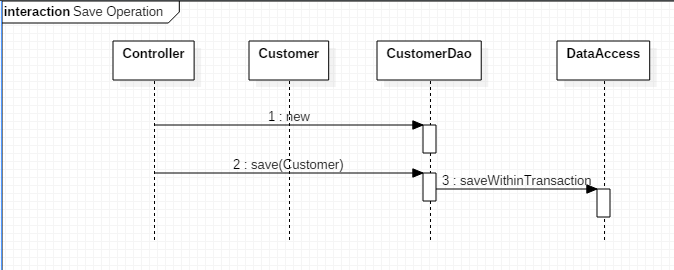 interaction Save Operation
Controller
Customer
CustomerDao
DataAccess
1 : new
2 : save(Customer)
3 : saveWithinTransaction